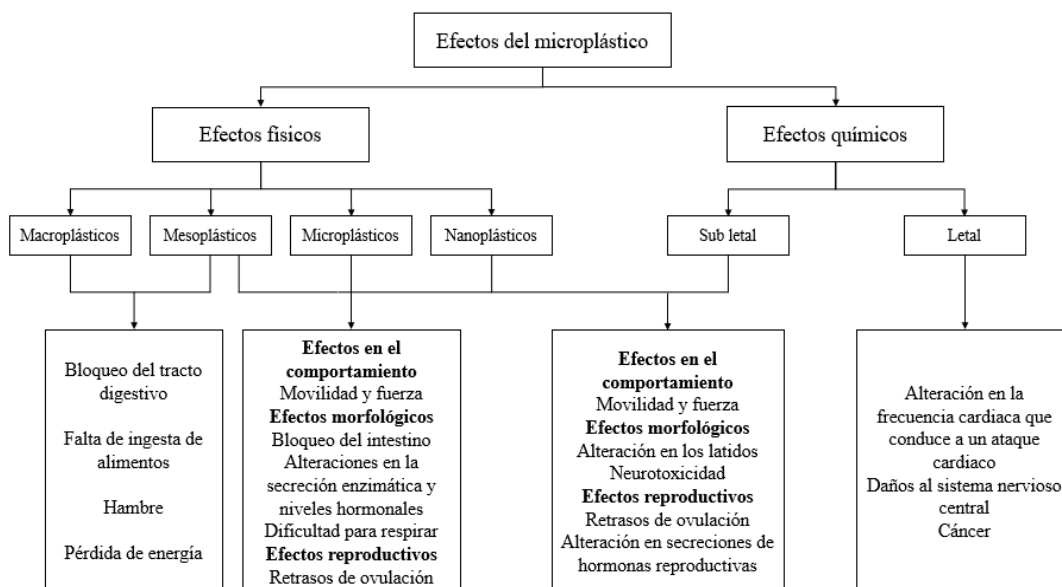 Efectos del microplástico
Efectos físicos
Efectos químicos
Macroplásticos
Mesoplásticos
Microplásticos
Nanoplásticos
Sub letal
Letal
Bloqueo del tracto
digestivo
Falta de ingesta de
alimentos
Hambre
Pérdida de energía
Efectos en el
comportamiento
Movilidad y fuerza
Efectos morfológicos
Bloqueo del intestino
Alteraciones en la
secreción enzimática y
niveles hormonales
Dificultad para respirar
Efectos reproductivos
Retrasos de ovulación
Efectos en el
comportamiento
Movilidad y fuerza
Efectos morfológicos
Alteración en los latidos
Neurotoxicidad
Efectos reproductivos
Retrasos de ovulación
Alteración en secreciones de
hormonas reproductivas
Alteración en la
frecuencia cardiaca que
conduce a un ataque
cardiaco
Daños al sistema nervioso
central
Cáncer